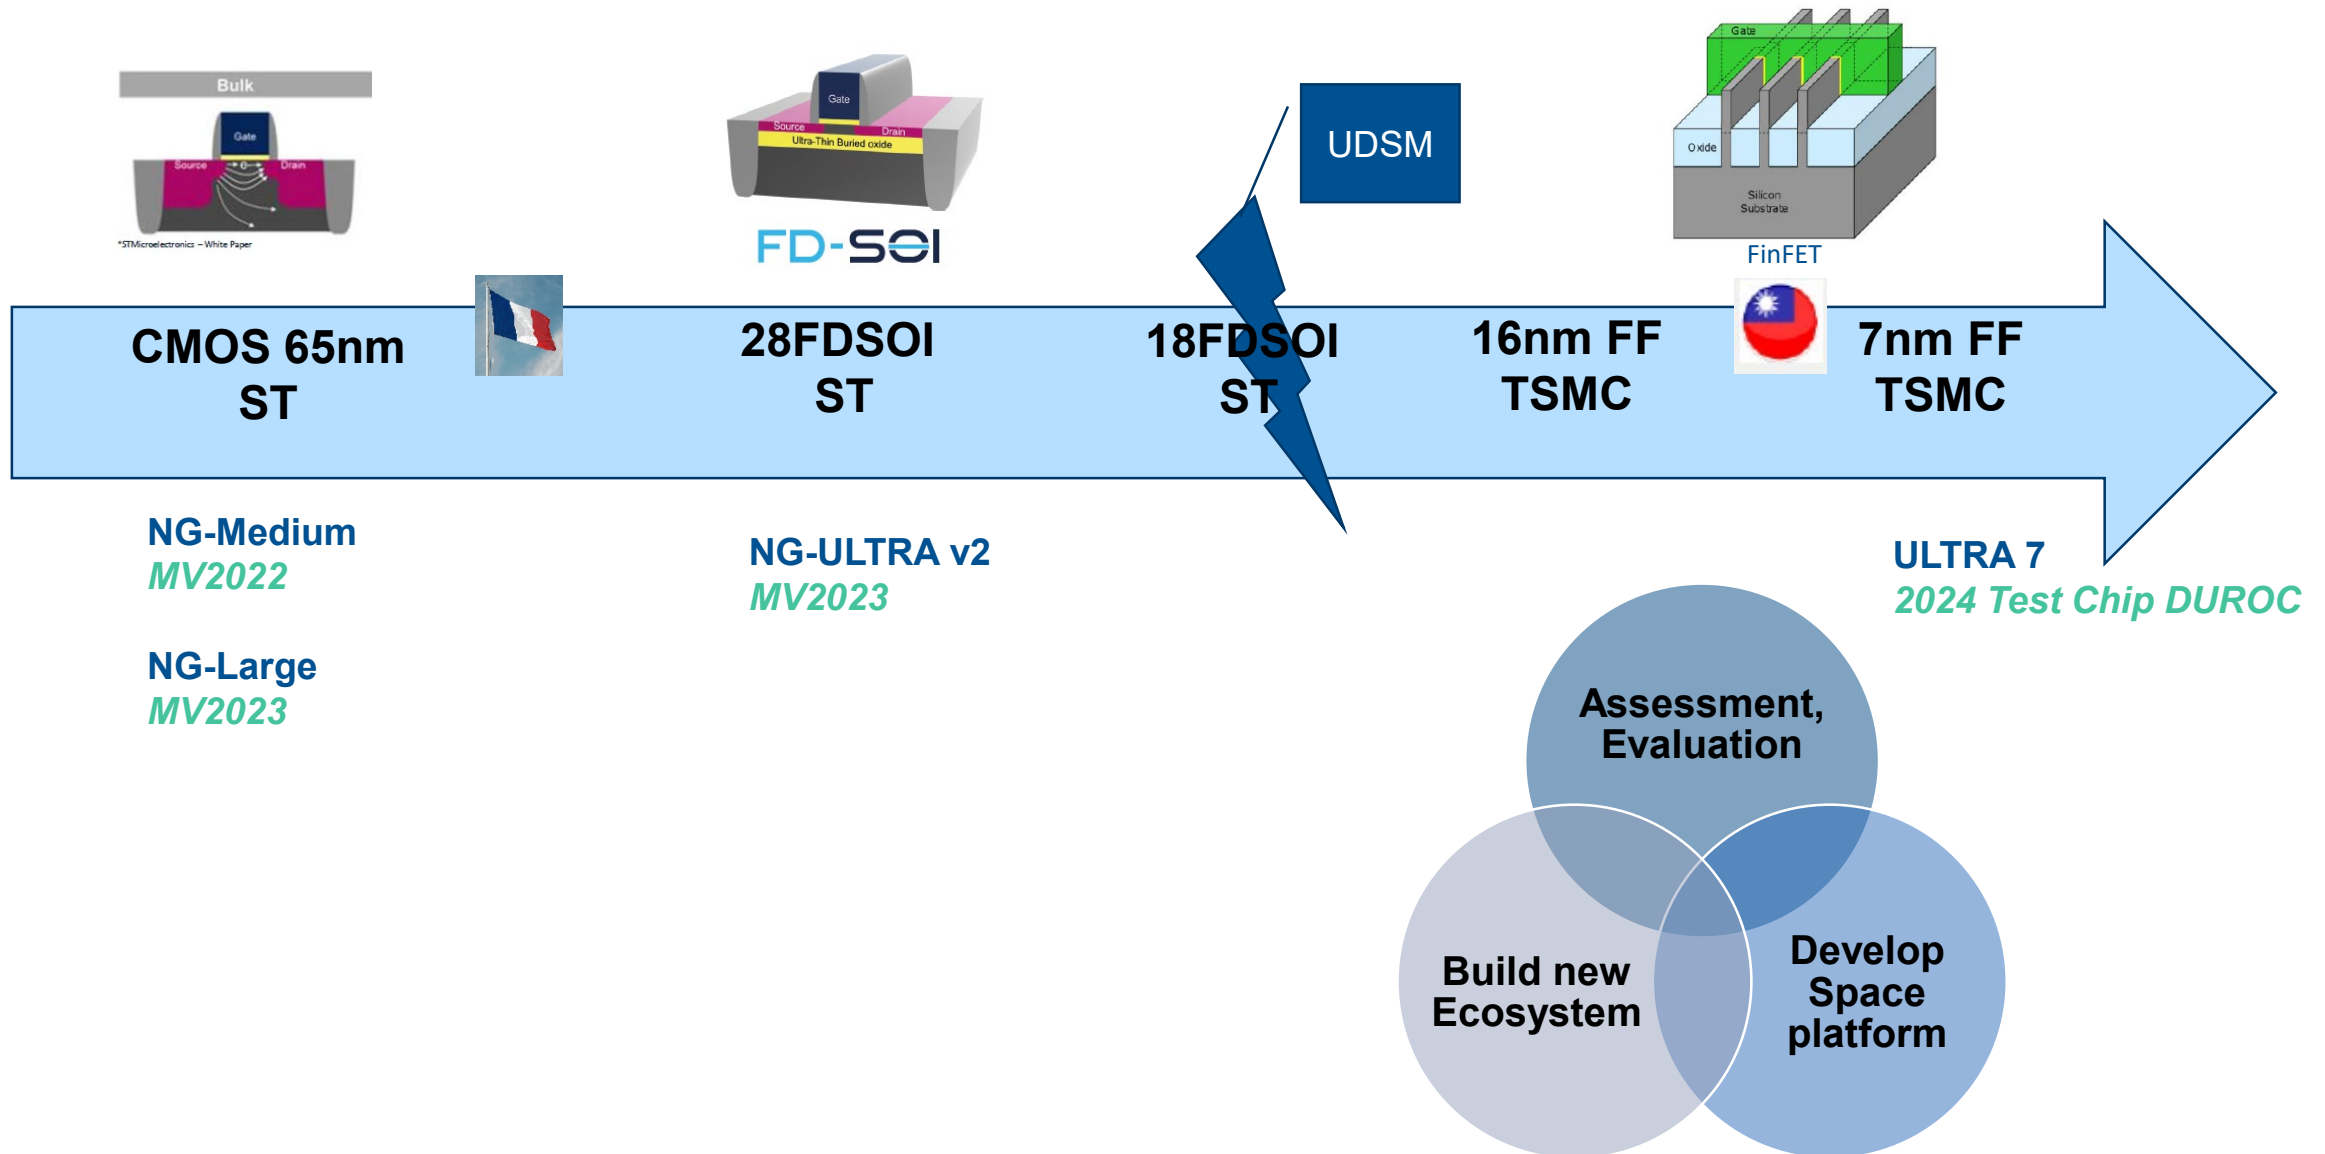 Bulk
Gate
Source
e-
Drain
*STMicroelectronics – White Paper
Gate
Source
Drain
Ultra-Thin Buried oxide
FD-SOI
UDSM
Gate
Oxide
Silicon
Substrate
FinFET
CMOS 65nm
ST
28FDSOI
ST
18FDSOI
ST
16nm FF
TSMC
7nm FF
TSMC
NG-Medium
MV2022
NG-Large
MV2023
NG-ULTRA v2
MV2023
ULTRA 7
2024 Test Chip DUROC
Assessment,
Evaluation
Build new
Ecosystem
Develop
Space
platform